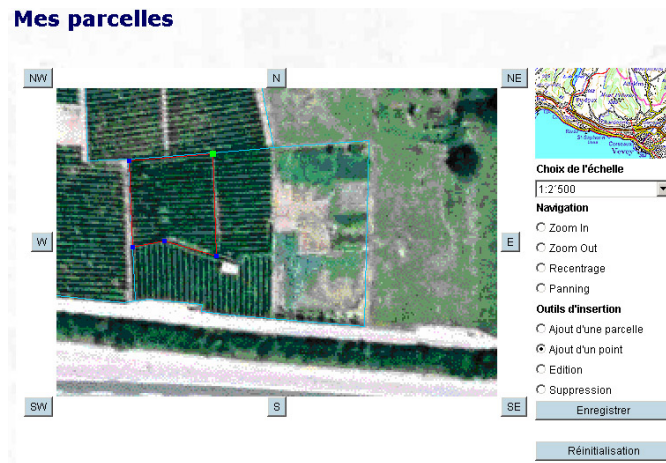 Mes parcelles
NW
N
NE
W
E
SW
S
SE
Vevey
Choix de l'échelle
1:2´500
Navigation
Zoom In
Zoom Out
Recentrage
Panning
Outils d'insertion
Ajout d'une parcelle
Ajout d'un point
Edition
Suppression
Enregistrer
Réinitialisation